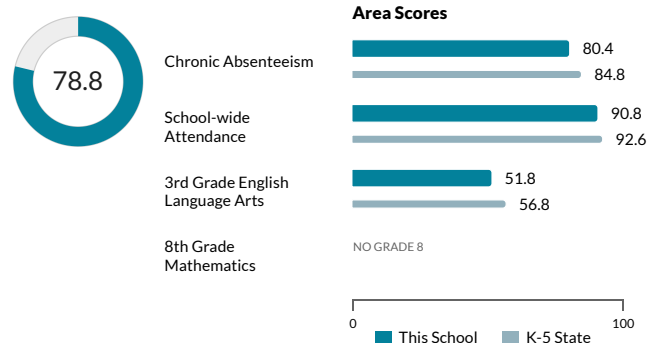 Area Scores
78.8
Chronic Absenteeism
80.4
84.8
School-wide
Attendance
90.8
92.6
3rd Grade English
Language Arts
51.8
56.8
8th Grade
Mathematics
NO GRADE 8
0
100
This School
K-5 State